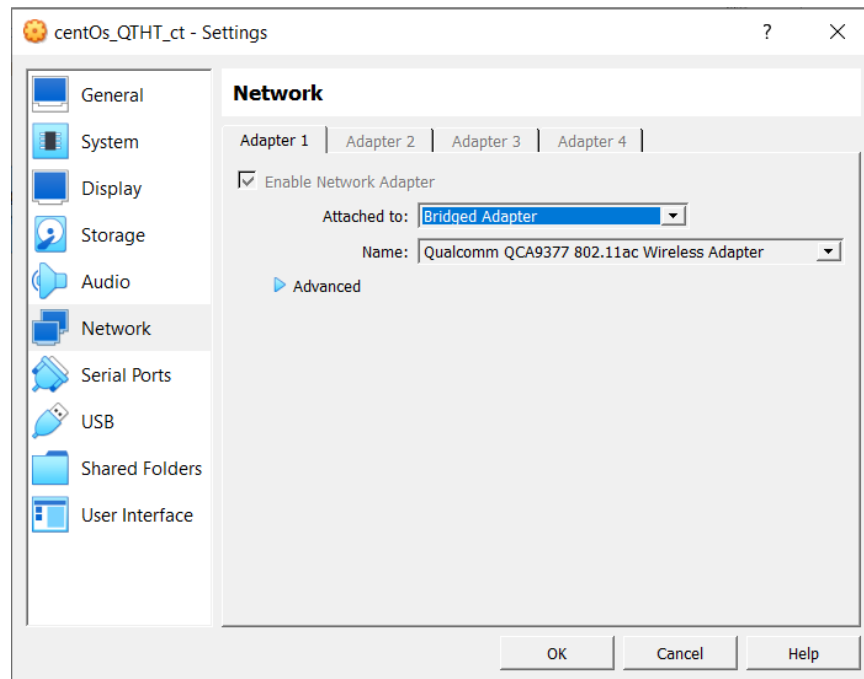 centOs_QTHT_ct - Settings ?
General
System
Display
Storage
Audio
Network
Serial Ports
USB
Shared Folders
User Interface
Network
Adapter 1 Adapter 2 Adapter 3 Adapter 4
Enable Network Adapter
Attached to: Bridged Adapter
Name: Qualcomm QCA9377 802.11ac Wireless Adapter
Advanced
OK Cancel Help